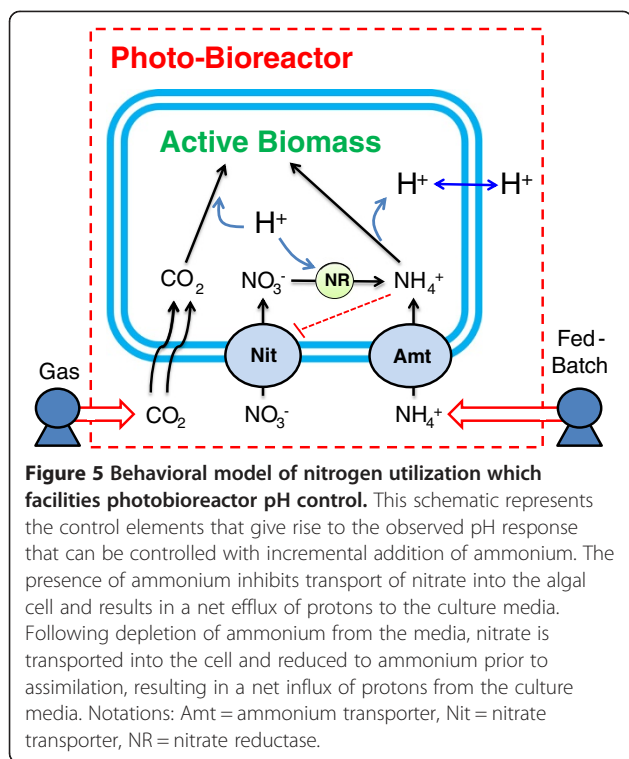 Photo-Bioreactor
Active Biomass
H⁺ H⁺
H⁺
CO₂ NO₃⁻ NR NH₄⁺
Nit Amt
Gas Fed-
Batch
CO₂ NO₃⁻ NH₄⁺
Figure 5 Behavioral model of nitrogen utilization which
facilities photobioreactor pH control. This schematic represents
the control elements that give rise to the observed pH response
that can be controlled with incremental addition of ammonium. The
presence of ammonium inhibits transport of nitrate into the algal
cell and results in a net efflux of protons to the culture media.
Following depletion of ammonium from the media, nitrate is
transported into the cell and reduced to ammonium prior to
assimilation, resulting in a net influx of protons from the culture
media. Notations: Amt = ammonium transporter, Nit = nitrate
transporter, NR = nitrate reductase.